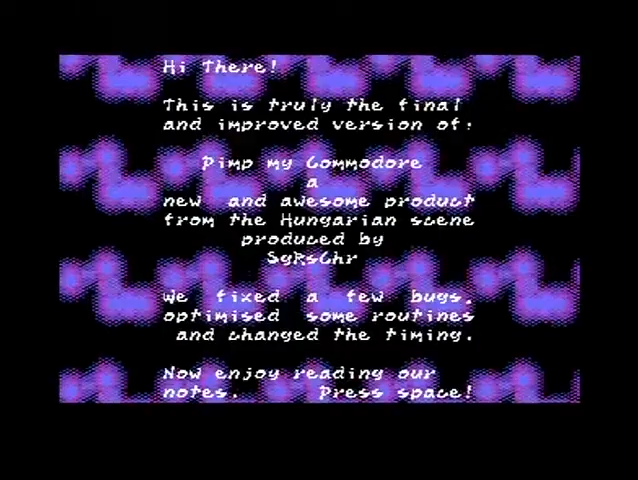 Hi There!
This is truly the final
and improved version of:
Pimp my Commodore
a
new and awesome product
from the Hungarian scene
produced by
SgRsChr
We fixed a few bugs,
optimised some routines
and changed the timing.
Now enjoy reading our
notes. Press space!